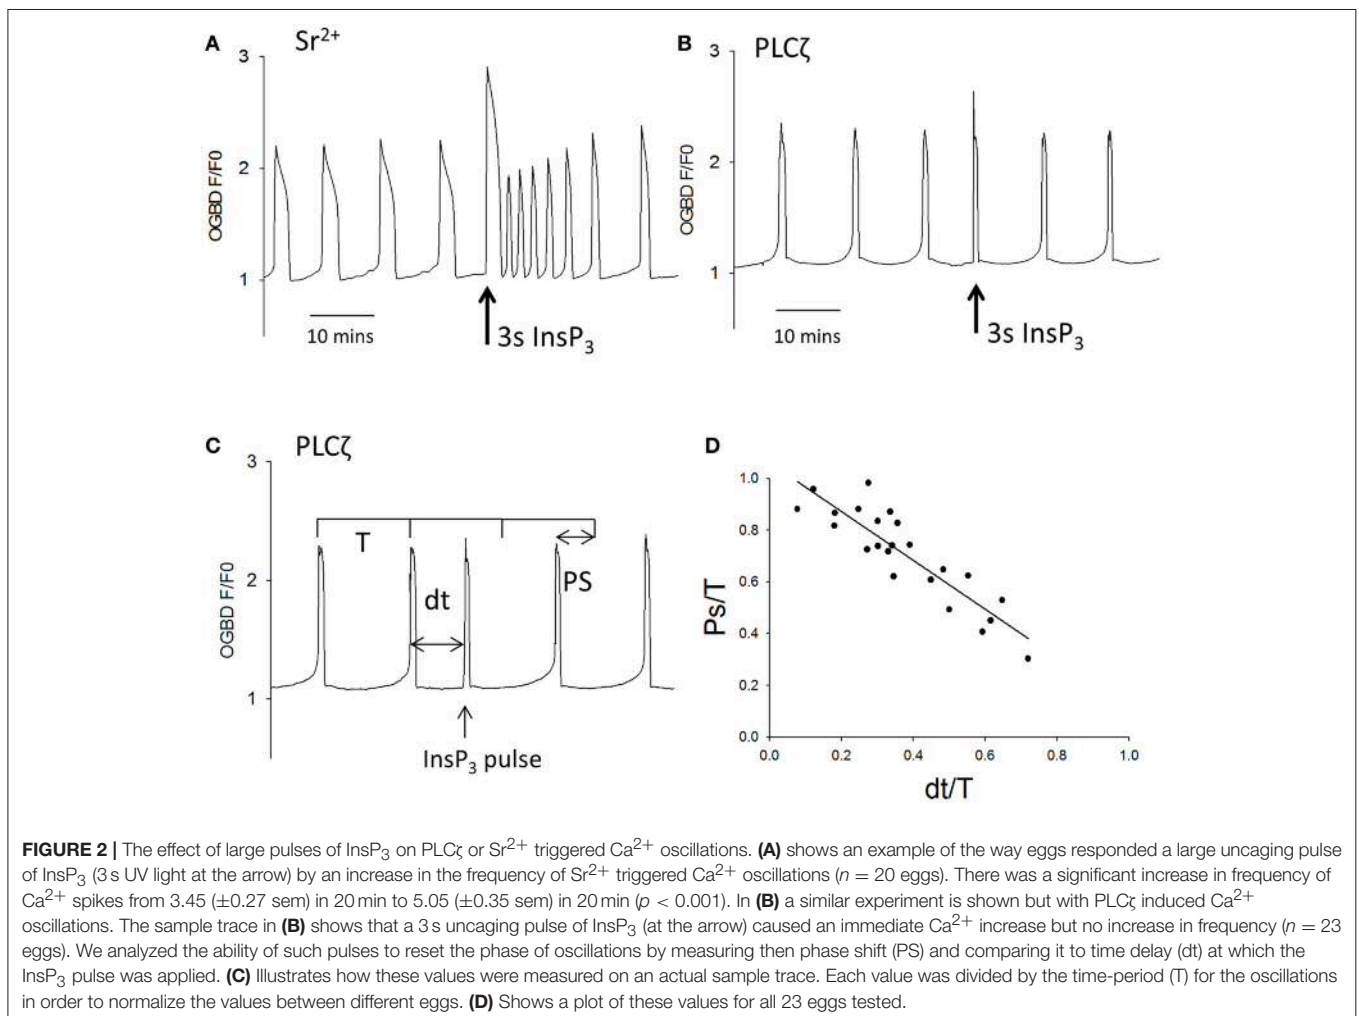 A
Sr2+
3
2
1
OGBD F/F0
10 mins
3s InsP3
B
PLCζ
3
2
1
OGBD F/F0
10 mins
3s InsP3
C
PLCζ
3
2
1
OGBD F/F0
T
dt
PS
InsP3 pulse
D
1.0
0.8
0.6
0.4
0.2
0.0
Ps/T
0.0 0.2 0.4 0.6 0.8 1.0
dt/T
FIGURE 2 | The effect of large pulses of InsP3 on PLCζ or Sr2+ triggered Ca2+ oscillations. (A) shows an example of the way eggs responded a large uncaging pulse
of InsP3 (3 s UV light at the arrow) by an increase in the frequency of Sr2+ triggered Ca2+ oscillations (n = 20 eggs). There was a significant increase in frequency of
Ca2+ spikes from 3.45 (±0.27 sem) in 20 min to 5.05 (±0.35 sem) in 20 min (p < 0.001). In (B) a similar experiment is shown but with PLCζ induced Ca2+
oscillations. The sample trace in (B) shows that a 3 s uncaging pulse of InsP3 (at the arrow) caused an immediate Ca2+ increase but no increase in frequency (n = 23
eggs). We analyzed the ability of such pulses to reset the phase of oscillations by measuring then phase shift (PS) and comparing it to time delay (dt) at which the
InsP3 pulse was applied. (C) Illustrates how these values were measured on an actual sample trace. Each value was divided by the time-period (T) for the oscillations
in order to normalize the values between different eggs. (D) Shows a plot of these values for all 23 eggs tested.